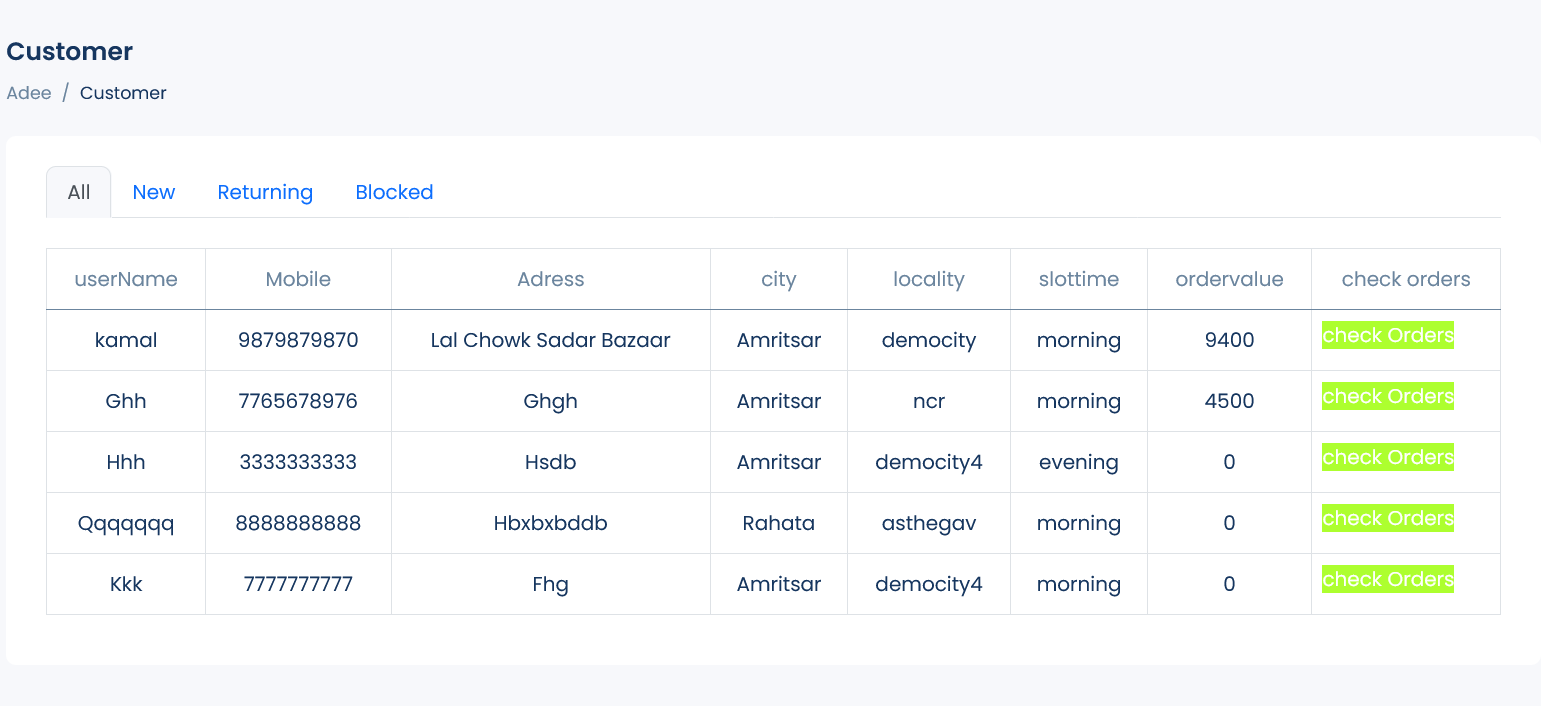 Customer
Adee / Customer
All New Returning Blocked
userName Mobile Adress city locality slottime ordervalue check orders
kamal 9879879870 Lal Chowk Sadar Bazaar Amritsar democity morning 9400 check Orders
Ghh 7765678976 Ghgh Amritsar ncr morning 4500 check Orders
Hhh 3333333333 Hsdb Amritsar democity4 evening 0 check Orders
Qqqqqqq 8888888888 Hbxbxbddb Rahata asthegav morning 0 check Orders
Kkk 7777777777 Fhg Amritsar democity4 morning 0 check Orders